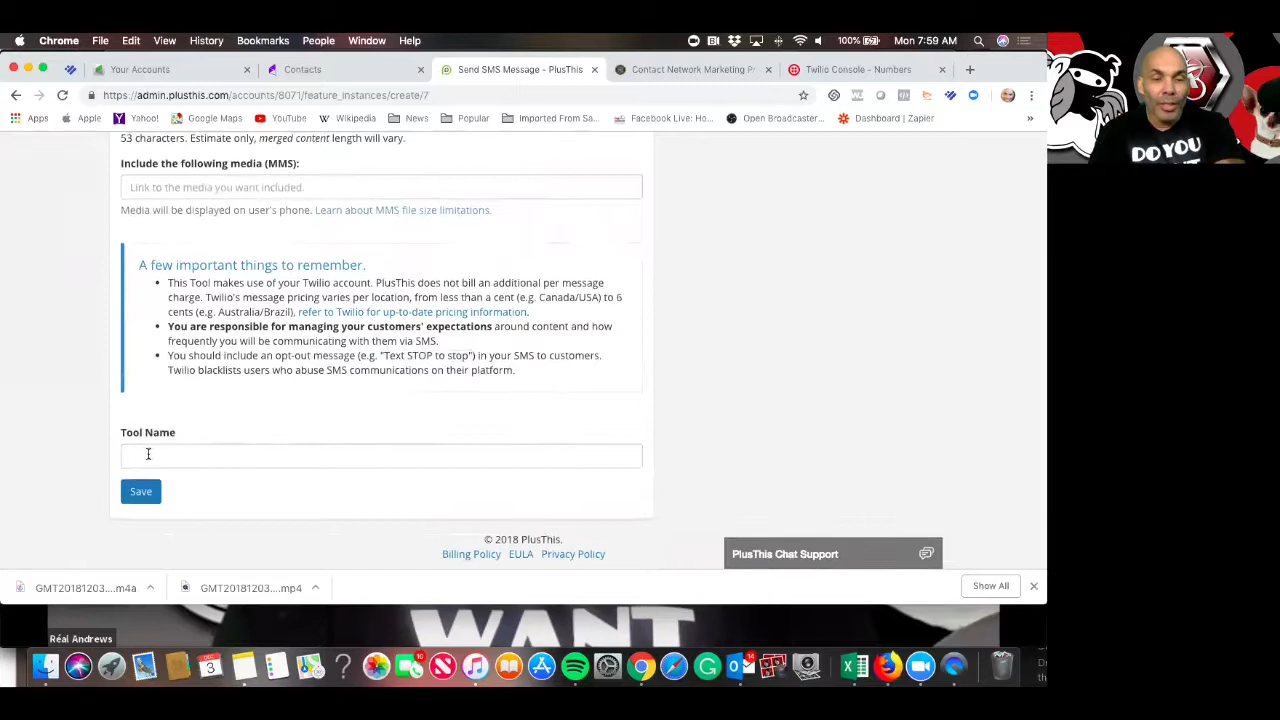 Chrome File Edit View History Bookmarks People Window Help 100% Mon 7:59 AM
Your Accounts Contacts Send SMS Message - PlusThis Contact Network Marketing Pr Twilio Console - Numbers
https://admin.plusthis.com/accounts/8071/feature_instances/create/7
Apps Apple Yahoo! Google Maps YouTube Wikipedia News Popular Imported From Sa... Facebook Live: Ho... Open Broadcaster... Dashboard | Zapier
DO YOU
53 characters. Estimate only, merged content length will vary.
Include the following media (MMS):
Link to the media you want included.
Media will be displayed on user's phone. Learn about MMS file size limitations.
A few important things to remember.
• This Tool makes use of your Twilio account. PlusThis does not bill an additional per message
charge. Twilio's message pricing varies per location, from less than a cent (e.g. Canada/USA) to 6
cents (e.g. Australia/Brazil), refer to Twilio for up-to-date pricing information.
• You are responsible for managing your customers' expectations around content and how
frequently you will be communicating with them via SMS.
• You should include an opt-out message (e.g. "Text STOP to stop") in your SMS to customers.
Twilio blacklists users who abuse SMS communications on their platform.
Tool Name
Save
© 2018 PlusThis.
Billing Policy EULA Privacy Policy
PlusThis Chat Support
GMT20181203....m4a GMT20181203....mp4 Show All
WANT
Réal Andrews
DEC
3
10
14